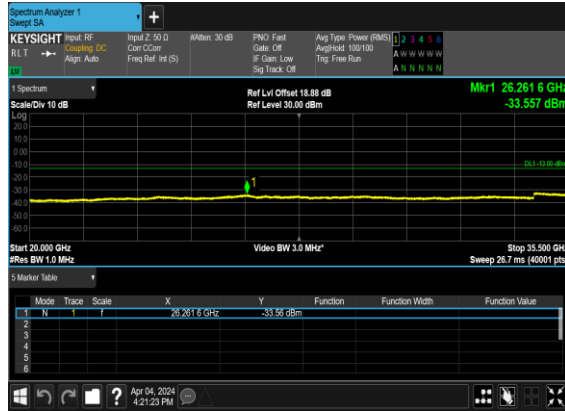 Spectrum Analyzer 1
Swept SA
+
KEYSIGHT Input: RF Input Z: 50 Ω #Atten: 30 dB PNO: Fast Avg Type: Power (RMS) 1 2 3 4 5 6
RLT Coupling: DC Corr CCorr Gate: Off Avg|Hold: 100/100 A W W W W W
Align: Auto Freq Ref: Int (S) IF Gain: Low Trig: Free Run
Sig Track: Off A N N N N N
1 Spectrum
Ref Lvl Offset 18.88 dB Mkr1 26.261 6 GHz
Scale/Div 10 dB Ref Level 30.00 dBm -33.557 dBm
Log
20.0
10.0
0.00
-10.0 DL1 -13.00 dBm
-20.0
1
-30.0
-40.0
-50.0
-60.0
Start 20.000 GHz Video BW 3.0 MHz* Stop 35.500 GHz
#Res BW 1.0 MHz Sweep 26.7 ms (40001 pts)
5 Marker Table
Mode Trace Scale X Y Function Function Width Function Value
1 N 1 f 26.261 6 GHz -33.56 dBm
2
3
4
5
6
? Apr 04, 2024
4:21:23 PM